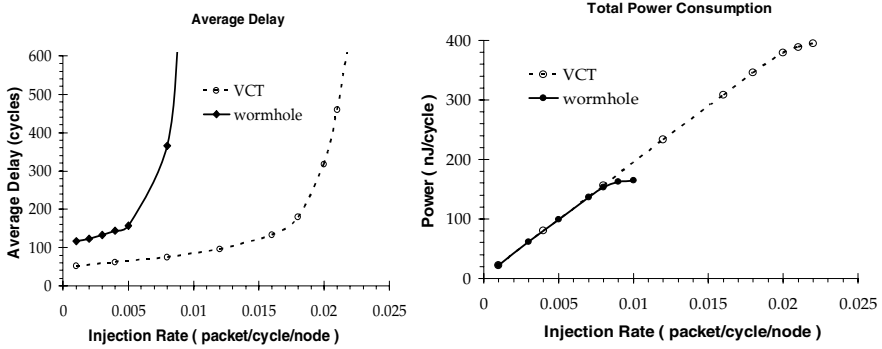 Average Delay
600
500
400
300
200
100
0
Average Delay (cycles)
VCT
wormhole
0 0.005 0.01 0.015 0.02 0.025
Injection Rate ( packet/cycle/node )
Total Power Consumption
400
300
200
100
0
Power ( nJ/cycle )
VCT
wormhole
0 0.005 0.01 0.015 0.02 0.025
Injection Rate ( packet/cycle/node )